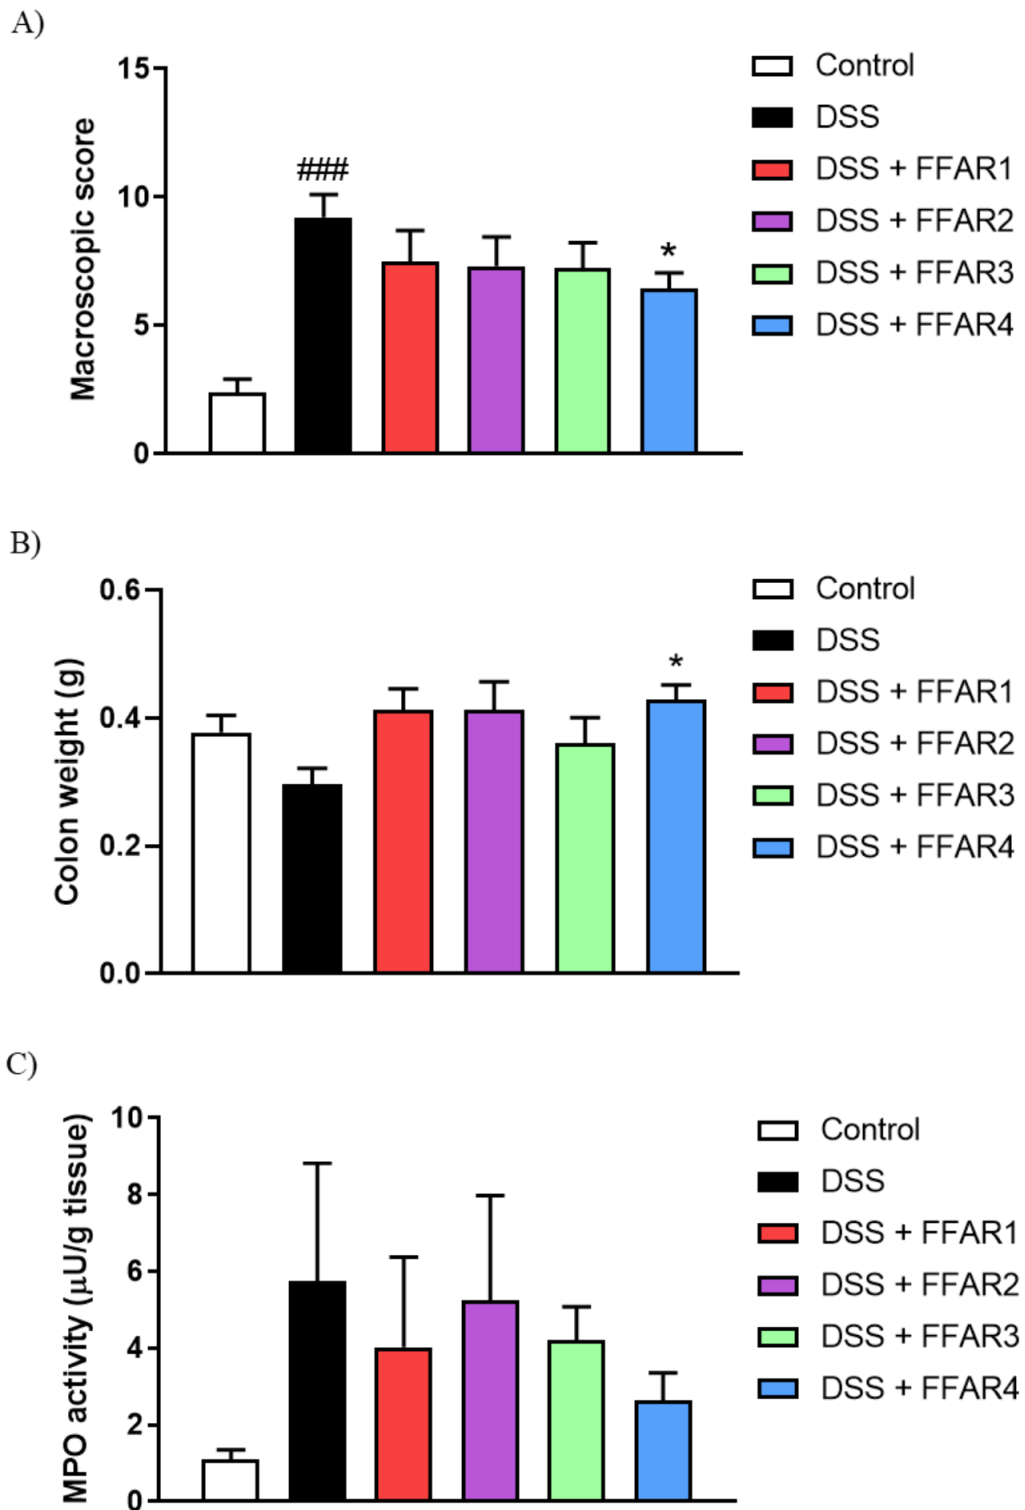 A)
Macroscopic score
15
10
5
0
###
*
Control
DSS
DSS + FFAR1
DSS + FFAR2
DSS + FFAR3
DSS + FFAR4
B)
Colon weight (g)
0.6
0.4
0.2
0.0
*
Control
DSS
DSS + FFAR1
DSS + FFAR2
DSS + FFAR3
DSS + FFAR4
C)
MPO activity (μU/g tissue)
10
8
6
4
2
0
Control
DSS
DSS + FFAR1
DSS + FFAR2
DSS + FFAR3
DSS + FFAR4